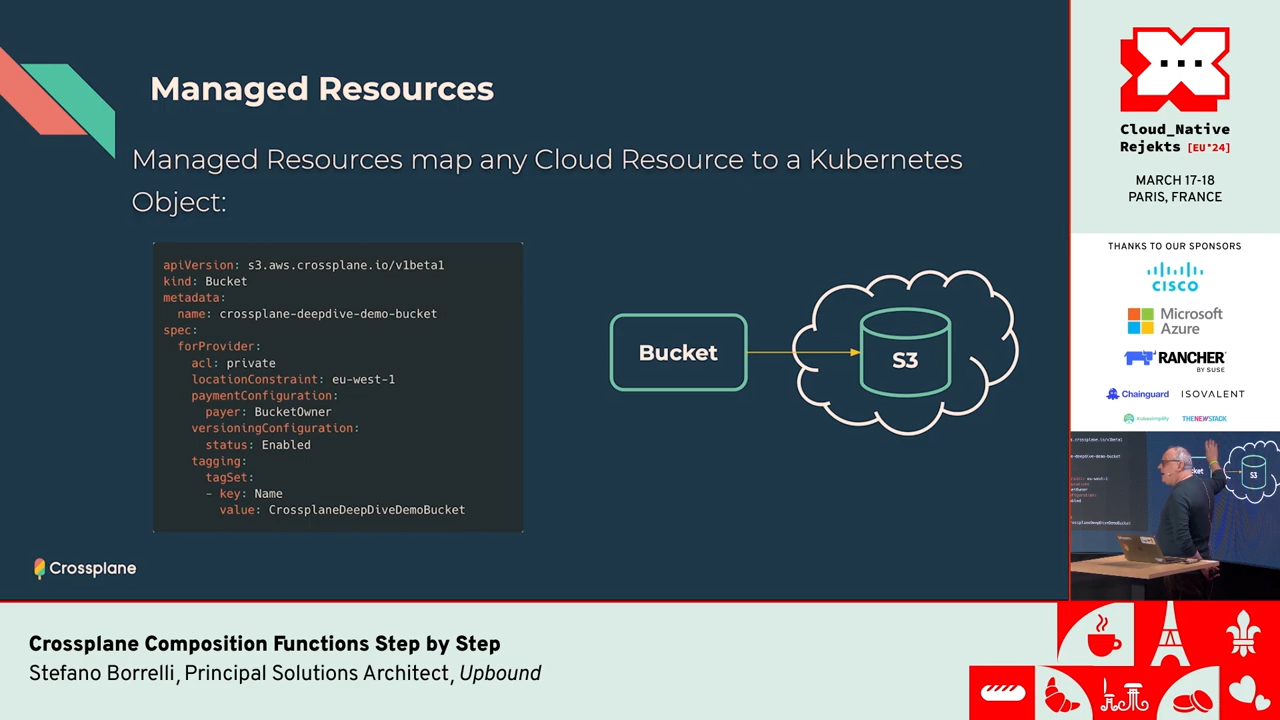 Managed Resources
Managed Resources map any Cloud Resource to a Kubernetes
Object:
apiVersion: s3.aws.crossplane.io/v1beta1
kind: Bucket
metadata:
  name: crossplane-deepdive-demo-bucket
spec:
  forProvider:
    acl: private
    locationConstraint: eu-west-1
    paymentConfiguration:
      payer: BucketOwner
    versioningConfiguration:
      status: Enabled
    tagging:
      tagSet:
      - key: Name
        value: CrossplaneDeepDiveDemoBucket
Bucket
S3
Crossplane
Cloud_Native
Rejekts [EU'24]
MARCH 17-18
PARIS, FRANCE
THANKS TO OUR SPONSORS
CISCO
Microsoft
Azure
RANCHER
BY SUSE
Chainguard
ISOVALENT
Kubesimplify
THENEWSTACK
S3
Crossplane Composition Functions Step by Step
Stefano Borrelli, Principal Solutions Architect, Upbound